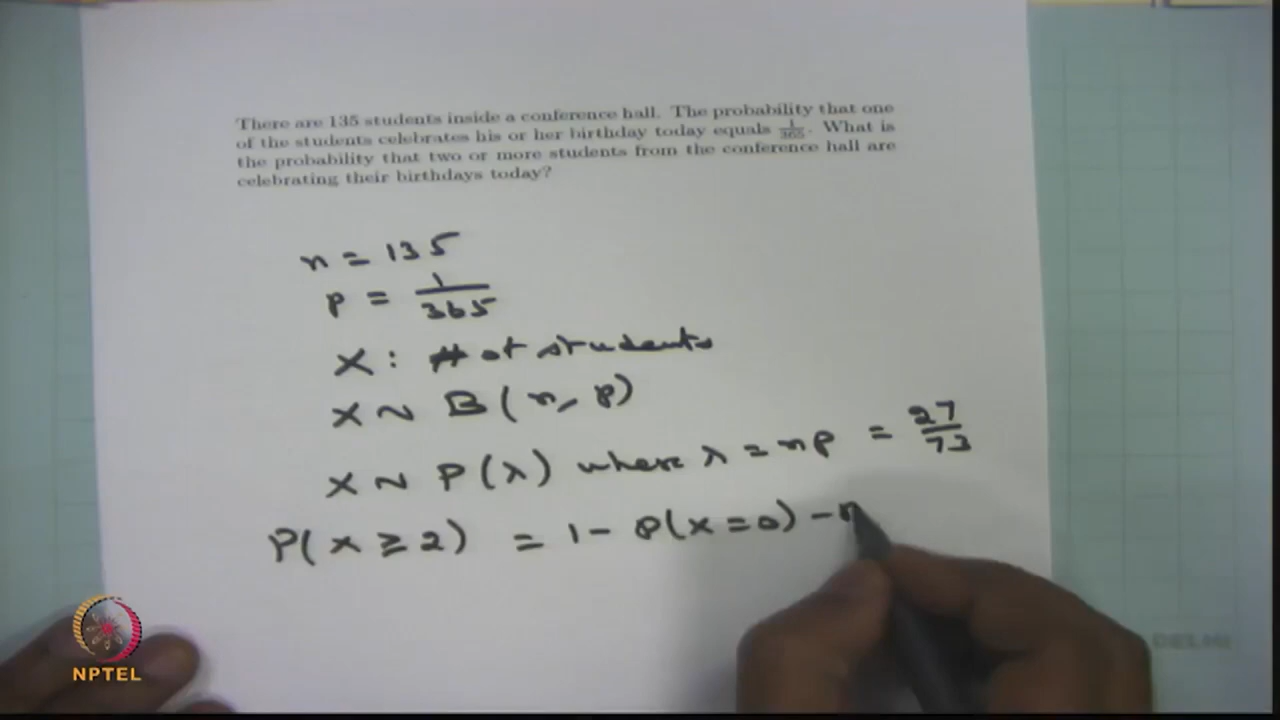 There are 135 students inside a conference hall. The probability that one
of the students celebrates his or her birthday today equals 1/365. What is
the probability that two or more students from the conference hall are
celebrating their birthdays today?
n = 135
p = 1/365
X : # of students
X ~ B(n, p)
X ~ P(λ) where λ = np = 27/73
P(X ≥ 2) = 1 - P(X = 0) -
NPTEL